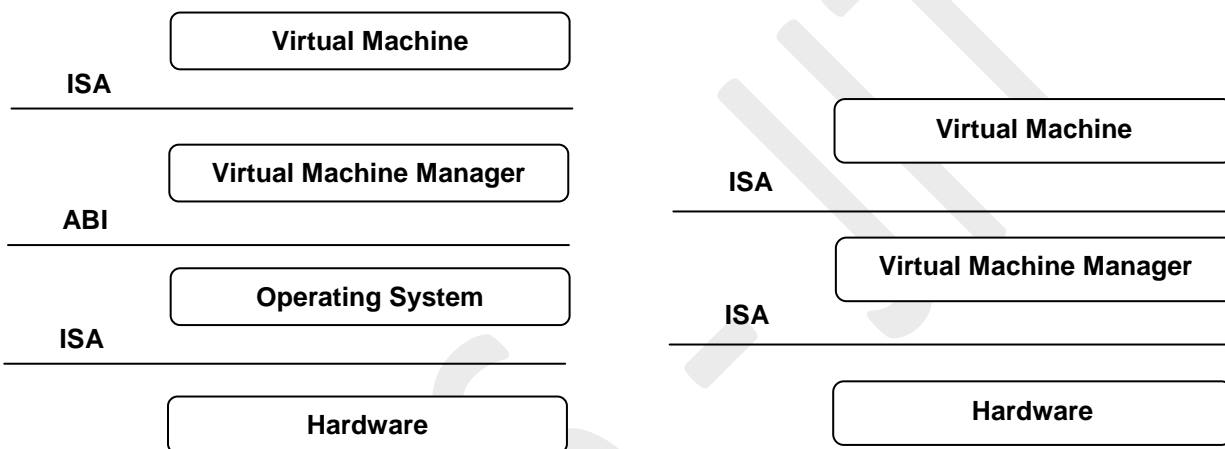 Virtual Machine
ISA
Virtual Machine Manager
ABI
Operating System
ISA
Hardware
Virtual Machine
ISA
Virtual Machine Manager
ISA
Hardware